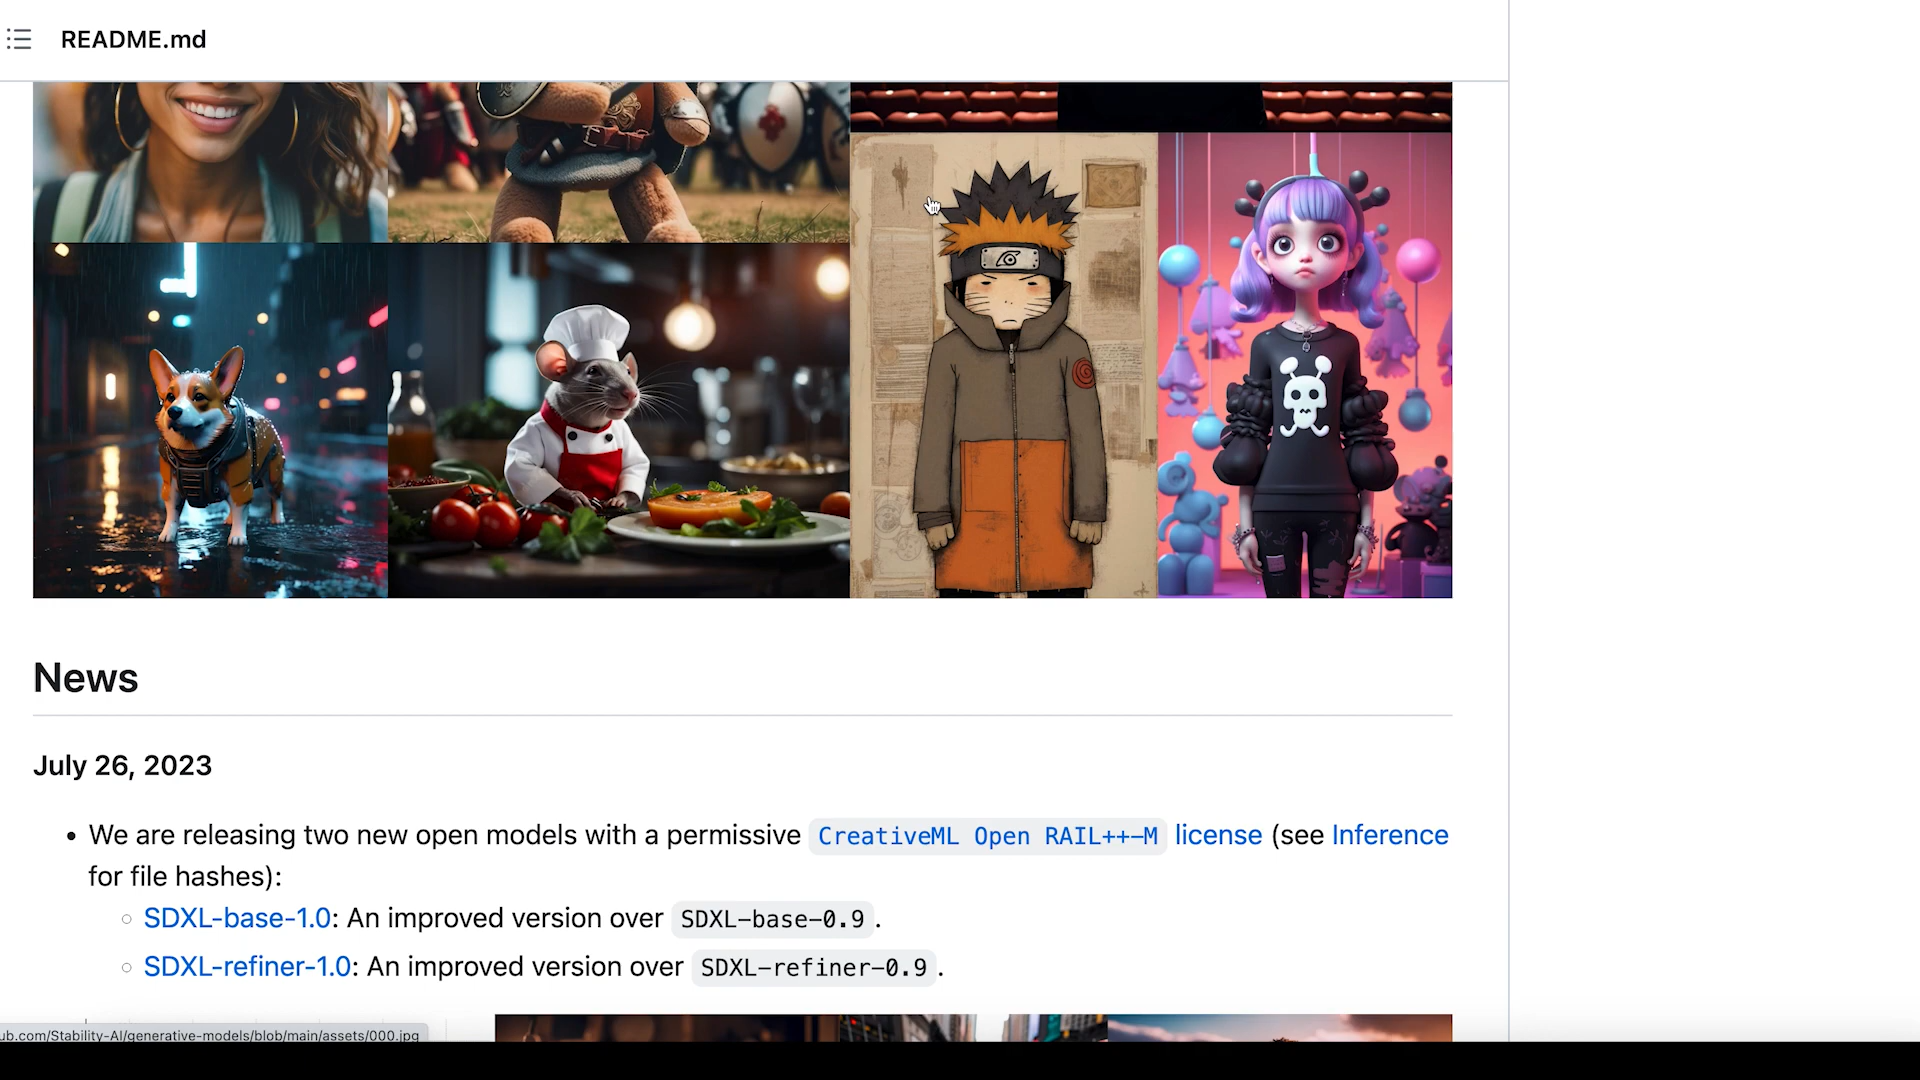 README.md
News
July 26, 2023
We are releasing two new open models with a permissive CreativeML Open RAIL++-M license (see Inference
for file hashes):
SDXL-base-1.0: An improved version over SDXL-base-0.9.
SDXL-refiner-1.0: An improved version over SDXL-refiner-0.9.
ub.com/Stability-AI/generative-models/blob/main/assets/000.jpg